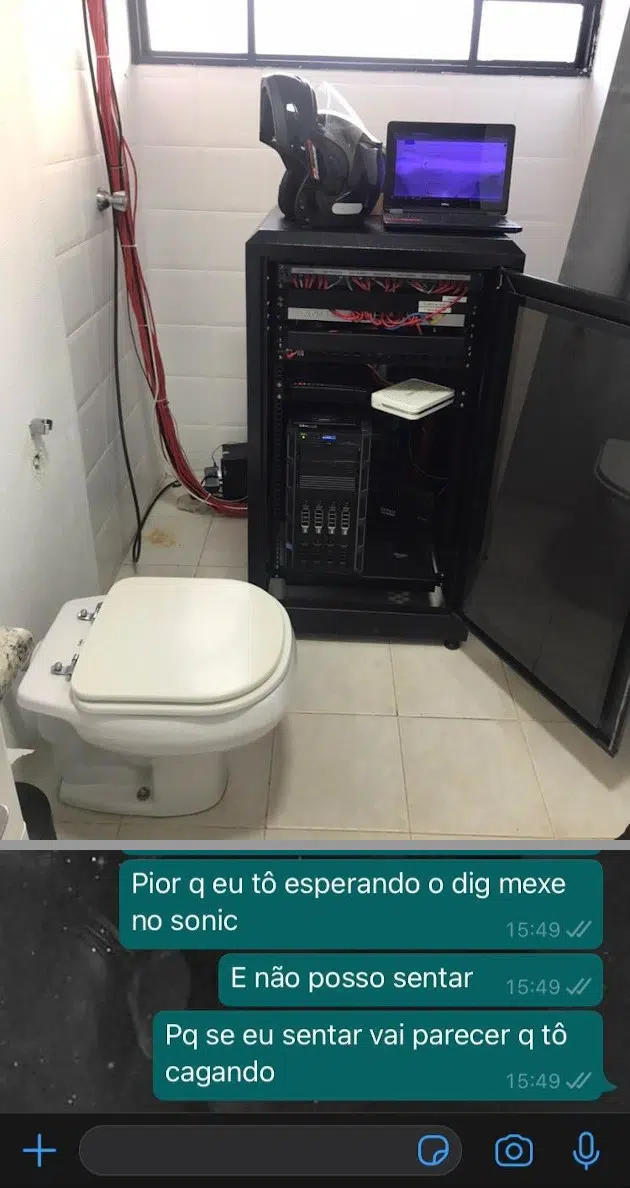 Pior q eu tô esperando o dig mexe
no sonic
15:49
E não posso sentar
15:49
Pq se eu sentar vai parecer q tô
cagando
15:49